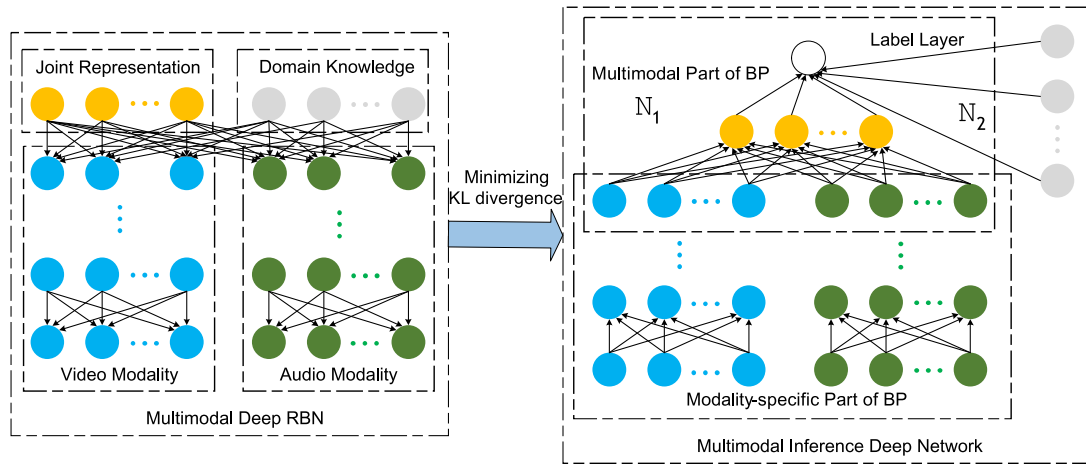 Joint Representation
Domain Knowledge
Video Modality
Audio Modality
Multimodal Deep RBN
Minimizing
KL divergence
Label Layer
Multimodal Part of BP
N₁
N₂
Modality-specific Part of BP
Multimodal Inference Deep Network